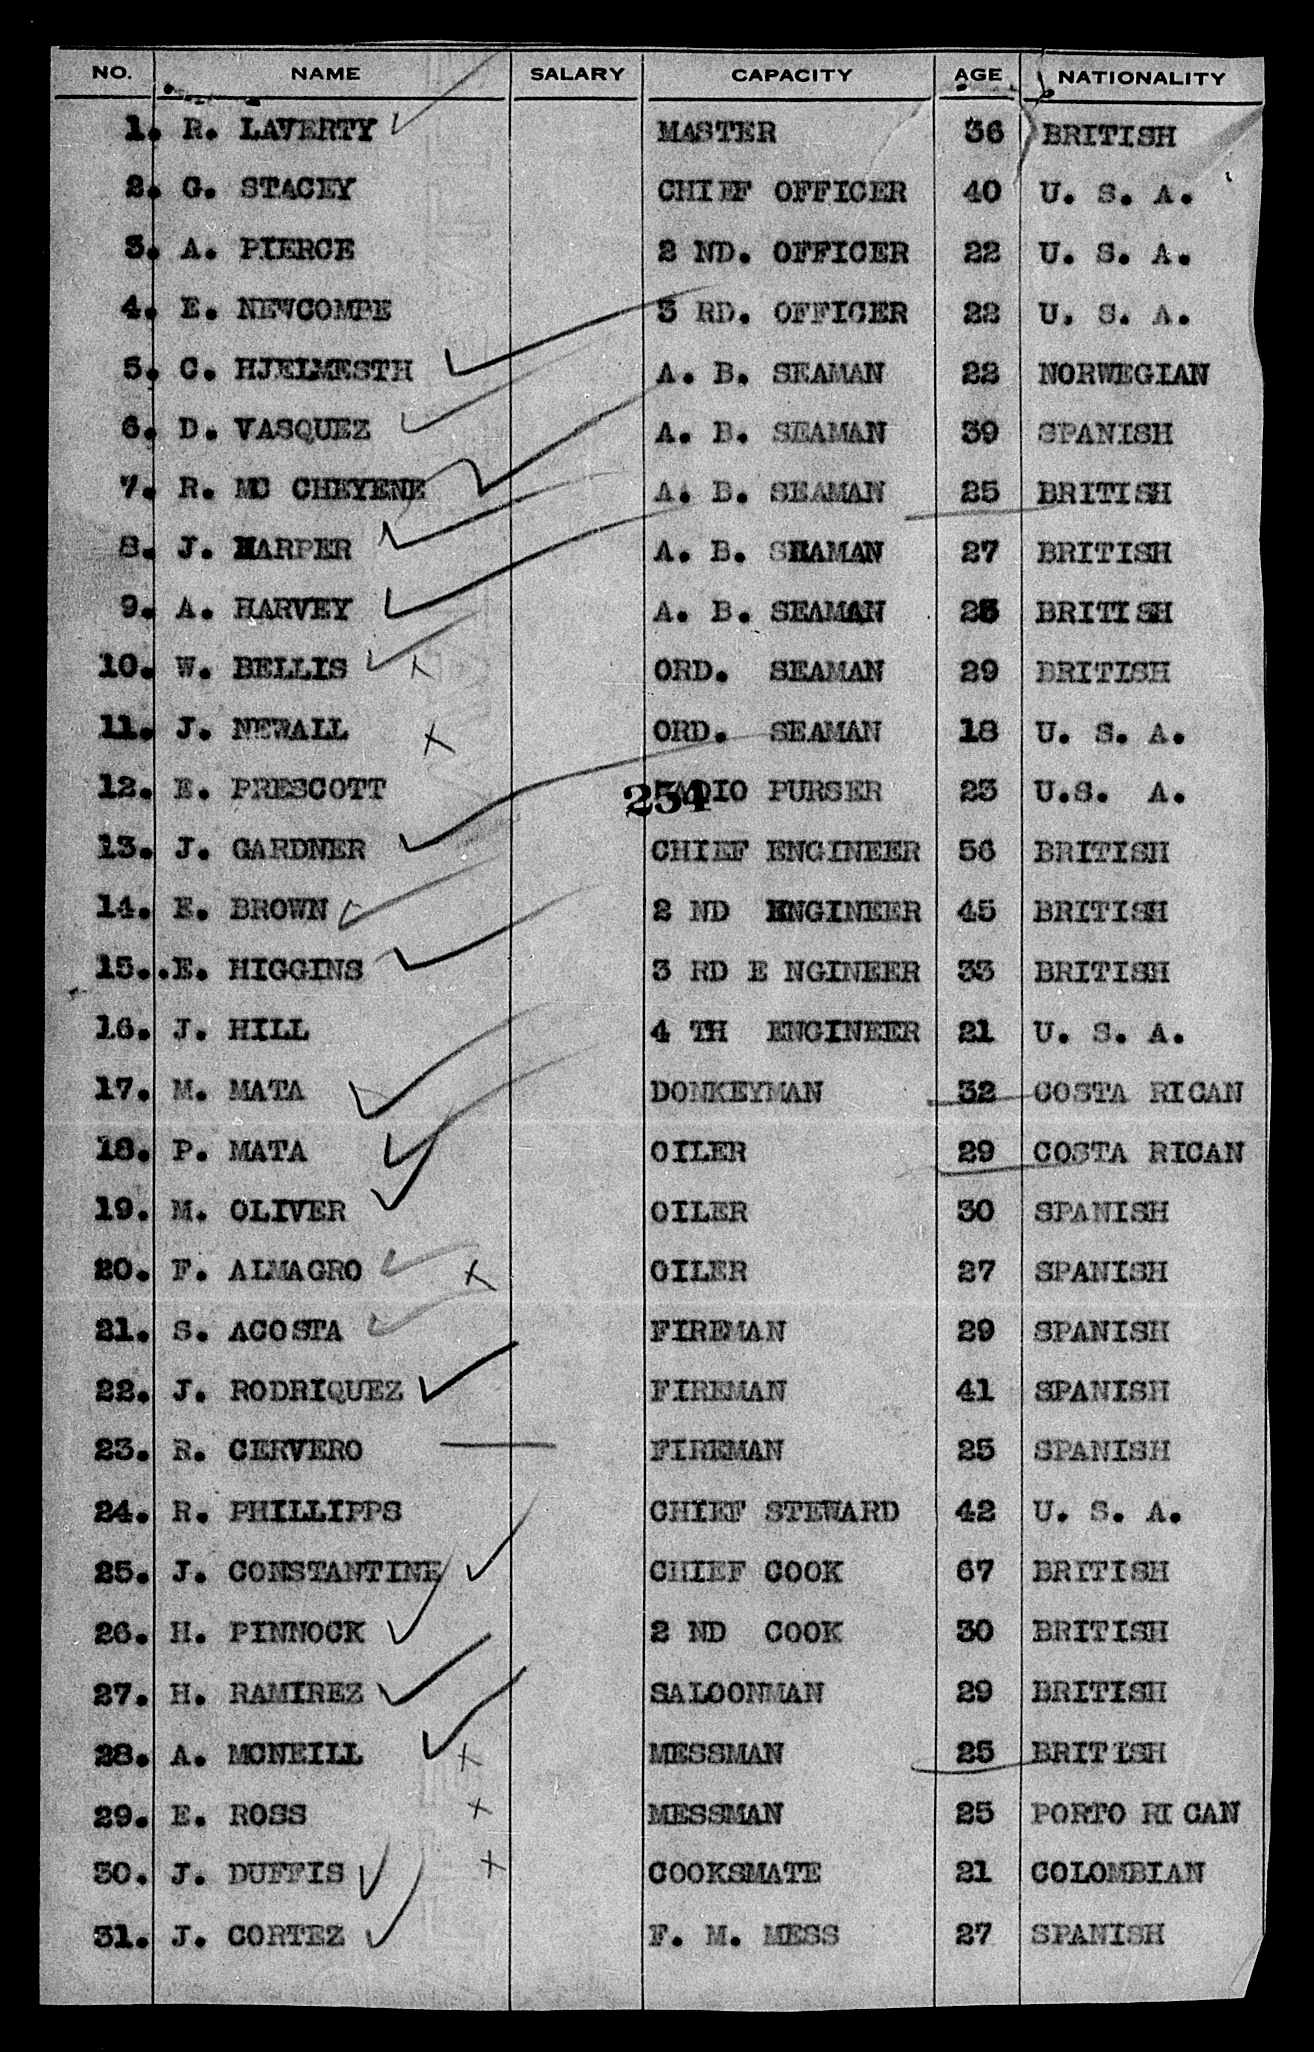 NO. NAME SALARY CAPACITY AGE NATIONALITY
1. R. LAVERTY MASTER 36 BRITISH
2. G. STACEY CHIEF OFFICER 40 U. S. A.
3. A. PIERCE 2 ND. OFFICER 22 U. S. A.
4. E. NEWCOMBE 3 RD. OFFICER 22 U. S. A.
5. C. HJELMESTH A. B. SEAMAN 22 NORWEGIAN
6. D. VASQUEZ A. B. SEAMAN 39 SPANISH
7. R. MC CHEYENE A. B. SEAMAN 25 BRITISH
8. J. HARPER A. B. SEAMAN 27 BRITISH
9. A. HARVEY A. B. SEAMAN BRITISH
10. W. BELLIS ORD. SEAMAN 29 BRITISH
11. J. NEWALL ORD. SEAMAN 18 U. S. A.
12. E. PRESCOTT RADIO PURSER 23 U.S. A.
254
13. J. GARDNER CHIEF ENGINEER 56 BRITISH
14. E. BROWN 2 ND ENGINEER 45 BRITISH
15..E. HIGGINS 3 RD E NGINEER 33 BRITISH
16. J. HILL 4 TH ENGINEER 21 U. S. A.
17. M. MATA DONKEYMAN 32 COSTA RICAN
18. P. MATA OILER 29 COSTA RICAN
19. M. OLIVER OILER 30 SPANISH
20. F. ALMAGRO OILER 27 SPANISH
21. S. ACOSTA FIREMAN 29 SPANISH
22. J. RODRIQUEZ FIREMAN 41 SPANISH
23. R. CERVERO FIREMAN 25 SPANISH
24. R. PHILLIPPS CHIEF STEWARD 42 U. S. A.
25. J. CONSTANTINE CHIEF COOK 67 BRITISH
26. H. PINNOCK 2 ND COOK 30 BRITISH
27. H. RAMIREZ SALOONMAN 29 BRITISH
28. A. MCNEILL MESSMAN 25 BRITISH
29. E. ROSS MESSMAN 25 PORTO RI CAN
30. J. DUFFIS COOKSMATE 21 COLOMBIAN
31. J. CORTEZ F. M. MESS 27 SPANISH